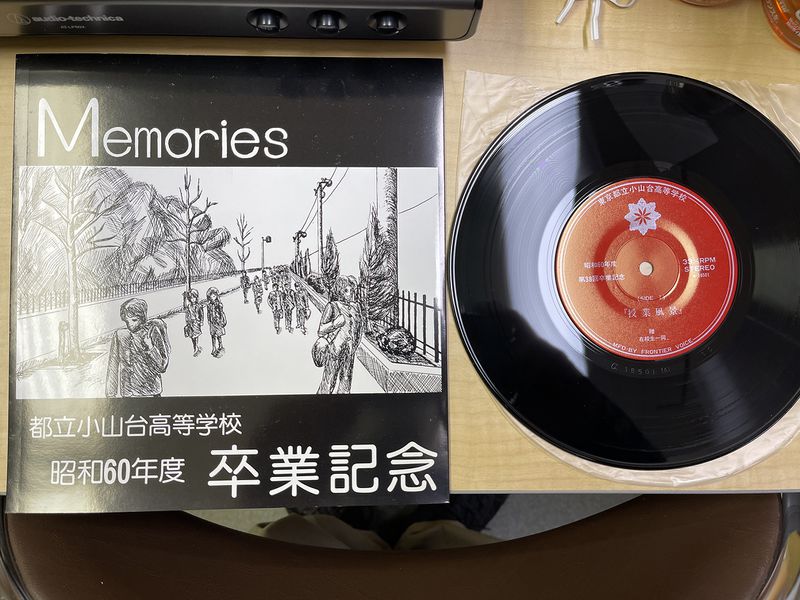 audio-technica
Memories
都立小山台高等学校
昭和60年度 卒業記念
東京都立小山台高等学校
昭和60年度
第38回卒業記念
33⅓RPM
STEREO
「授業風景」
贈
在校生一同
MFD·BY FRONTIER VOICE